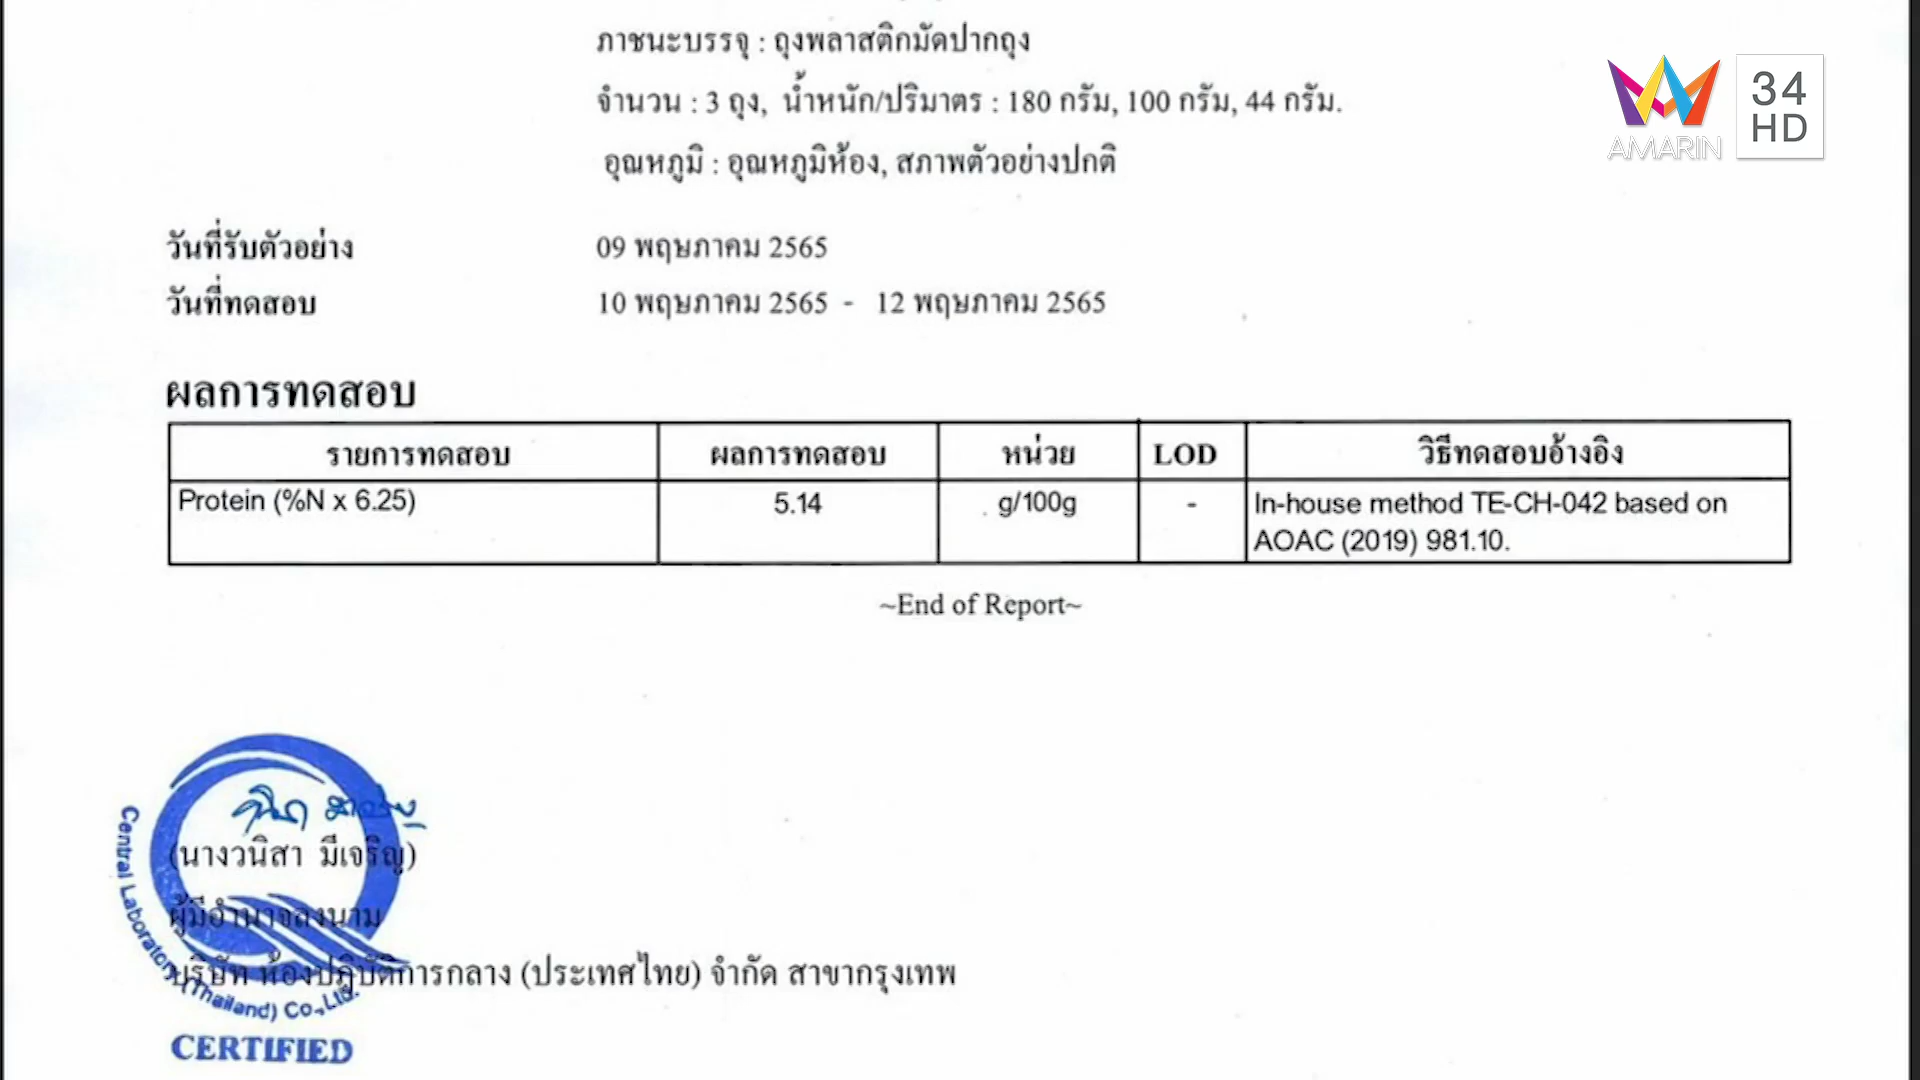 ภาชนะบรรจุ : ถุงพลาสติกมัดปากถุง
จำนวน : 3 ถุง, น้ำหนัก/ปริมาตร : 180 กรัม, 100 กรัม, 44 กรัม.
อุณหภูมิ : อุณหภูมิห้อง, สภาพตัวอย่างปกติ
AMARIN
34
HD
วันที่รับตัวอย่าง 09 พฤษภาคม 2565
วันที่ทดสอบ 10 พฤษภาคม 2565 - 12 พฤษภาคม 2565
ผลการทดสอบ
รายการทดสอบ ผลการทดสอบ หน่วย LOD วิธีทดสอบอ้างอิง
Protein (%N x 6.25) 5.14 g/100g - In-house method TE-CH-042 based on
AOAC (2019) 981.10.
~End of Report~
(นางวนิสา มีเจริญ)
ผู้มีอำนาจลงนาม
บริษัท ห้องปฏิบัติการกลาง (ประเทศไทย) จำกัด สาขากรุงเทพ
Central Laboratory (Thailand) Co.,Ltd.
CERTIFIED